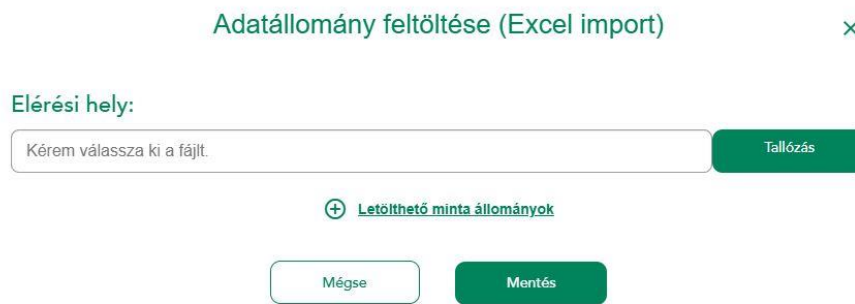 Adatállomány feltöltése (Excel import)
Elérési hely:
Kérem válassza ki a fájlt.
Tallózás
Letölthető minta állományok
Mégse
Mentés